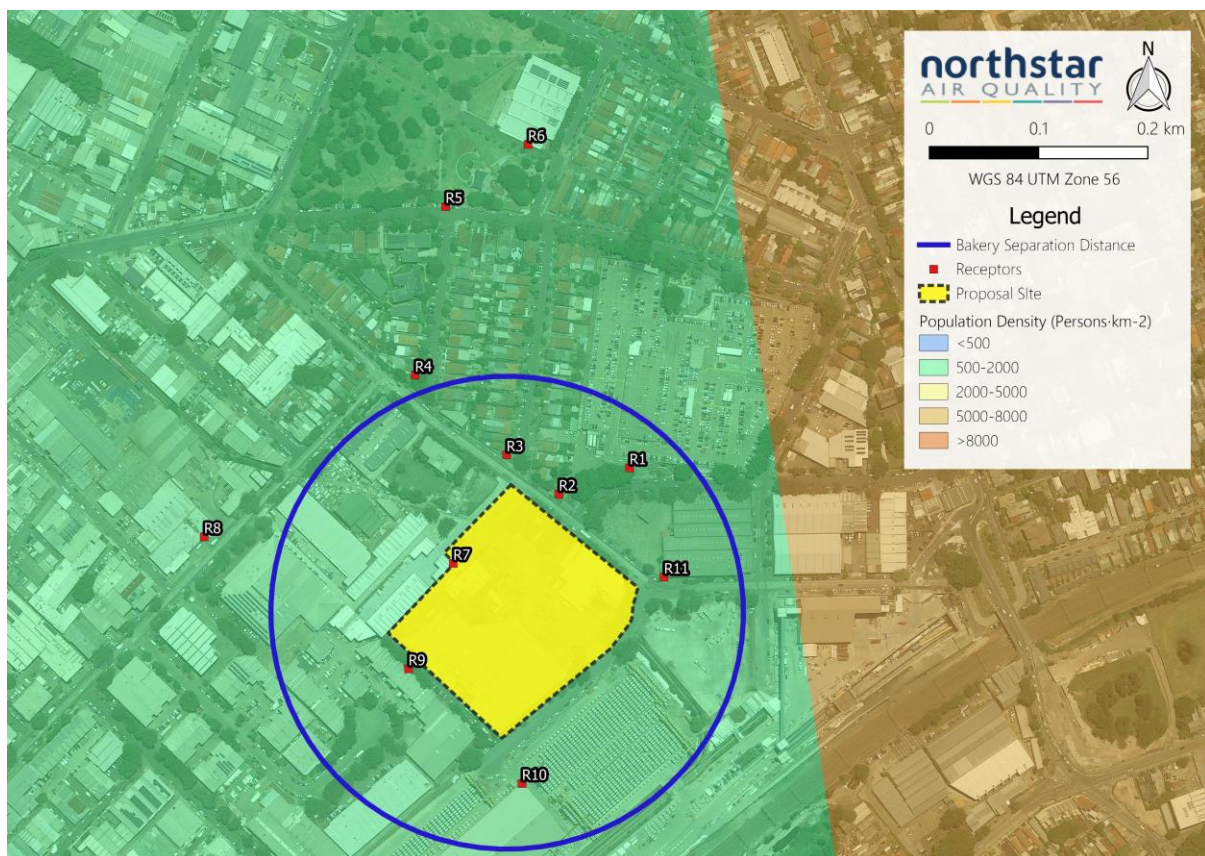 northstar
AIR QUALITY
N
0 0.1 0.2 km
WGS 84 UTM Zone 56
Legend
Bakery Separation Distance
Receptors
Proposal SIte
Population Density (Persons·km-2)
<500
500-2000
2000-5000
5000-8000
>8000
R6
R5
R4
R3
R1
R2
R8
R7
R11
R9
R10